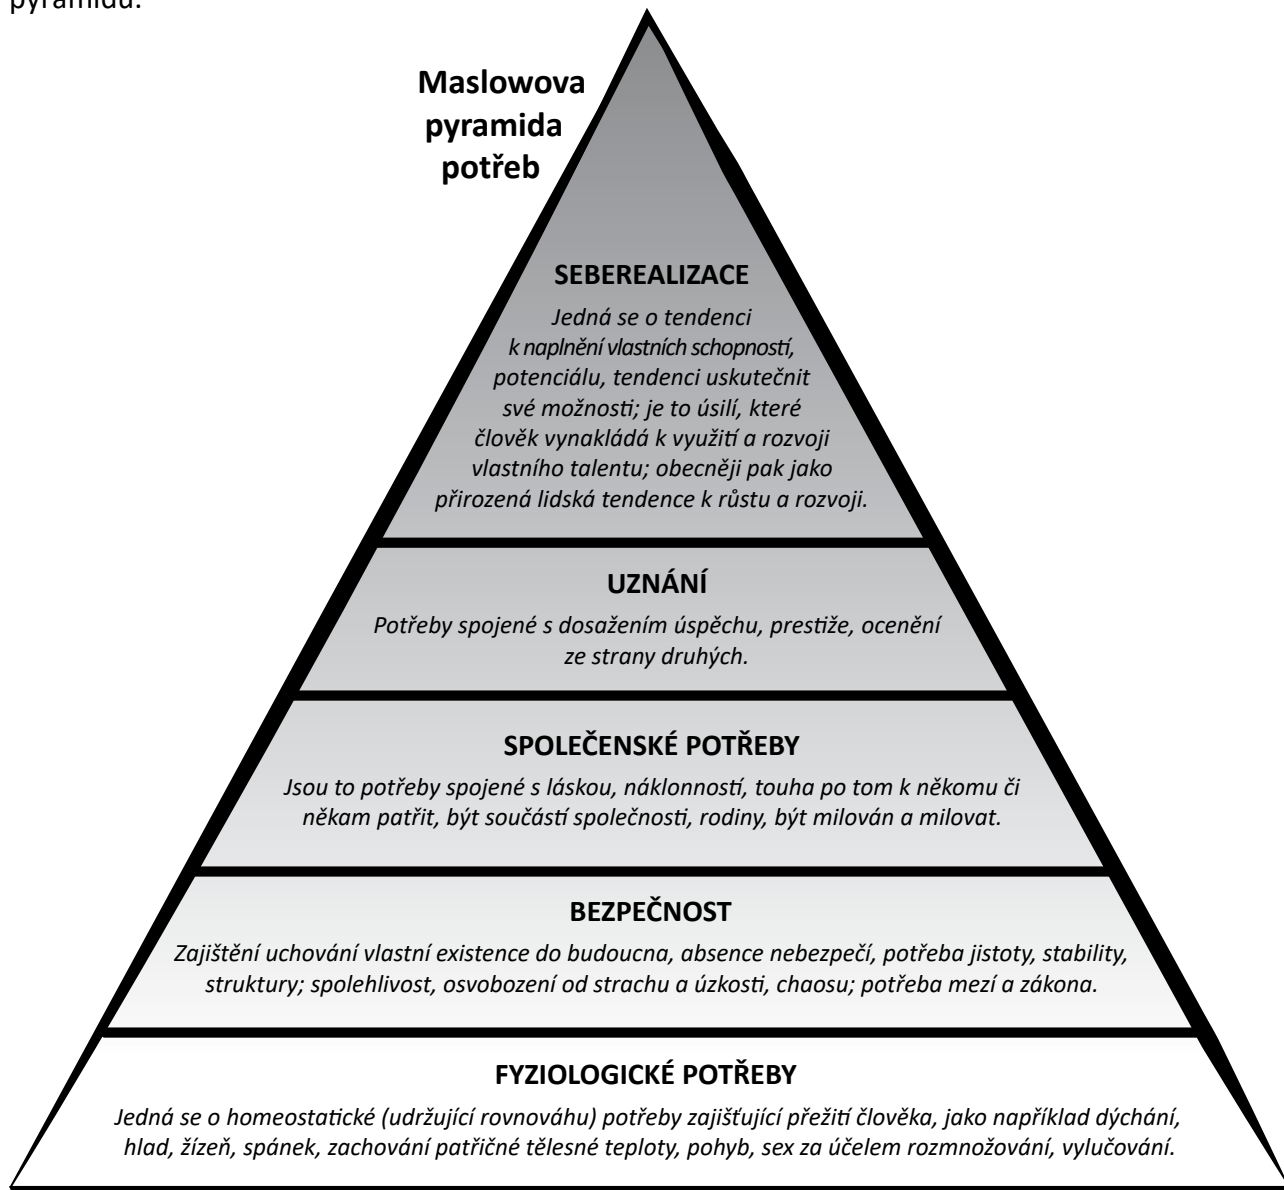 pyramidu.
Maslowova
pyramida
potřeb
SEBEREALIZACE
Jedná se o tendenci
k naplnění vlastních schopností,
potenciálu, tendenci uskutečnit
své možnosti; je to úsilí, které
člověk vynakládá k využití a rozvoji
vlastního talentu; obecněji pak jako
přirozená lidská tendence k růstu a rozvoji.
UZNÁNÍ
Potřeby spojené s dosažením úspěchu, prestiže, ocenění
ze strany druhých.
SPOLEČENSKÉ POTŘEBY
Jsou to potřeby spojené s láskou, náklonností, touha po tom k někomu či
někam patřit, být součástí společnosti, rodiny, být milován a milovat.
BEZPEČNOST
Zajištění uchování vlastní existence do budoucna, absence nebezpečí, potřeba jistoty, stability,
struktury; spolehlivost, osvobození od strachu a úzkosti, chaosu; potřeba mezí a zákona.
FYZIOLOGICKÉ POTŘEBY
Jedná se o homeostatické (udržující rovnováhu) potřeby zajišťující přežití člověka, jako například dýchání,
hlad, žízeň, spánek, zachování patřičné tělesné teploty, pohyb, sex za účelem rozmnožování, vylučování.